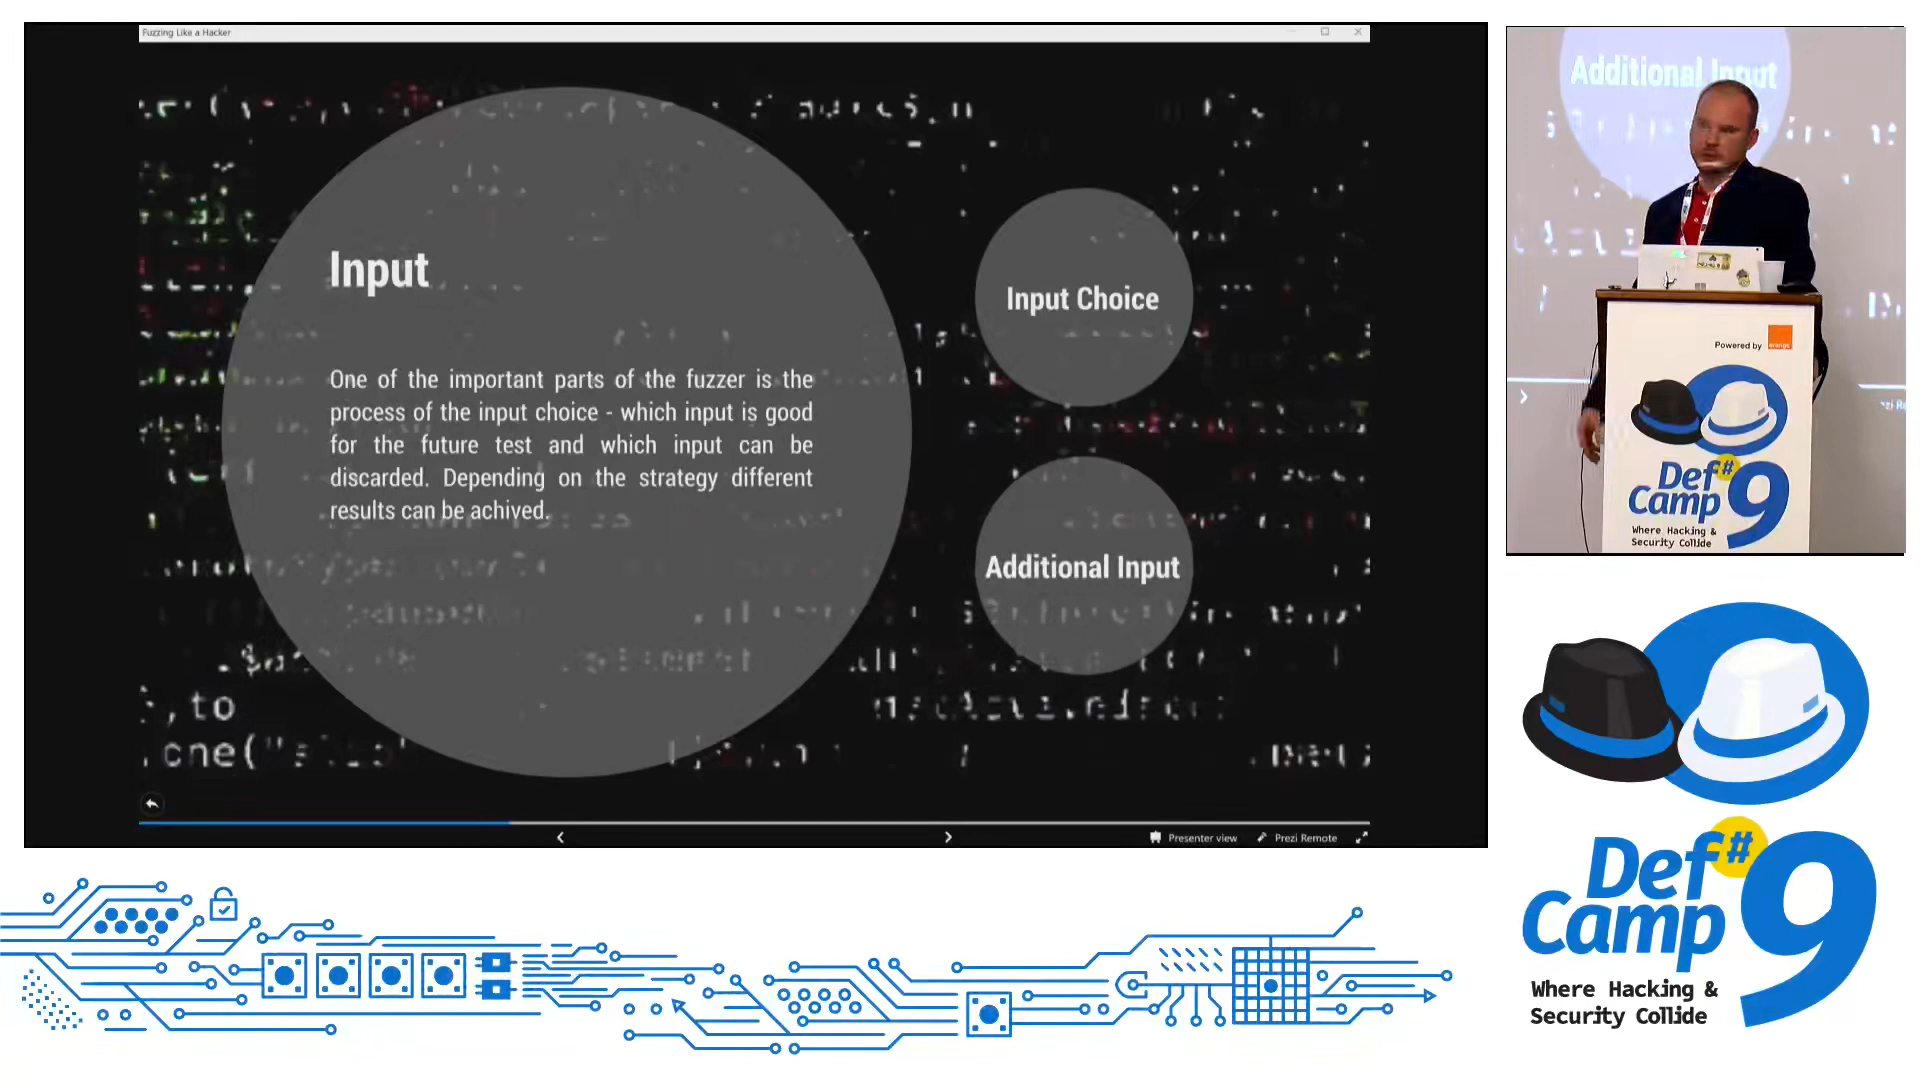 Fuzzing Like a Hacker
Input
One of the important parts of the fuzzer is the
process of the input choice - which input is good
for the future test and which input can be
discarded. Depending on the strategy different
results can be achived.
Input Choice
Additional Input
,to
cne("
Presenter view
Prezi Remote
Additional Input
Powered by
orange
Def#
Camp 9
Where Hacking &
Security Collide
Def#
Camp 9
Where Hacking &
Security Collide